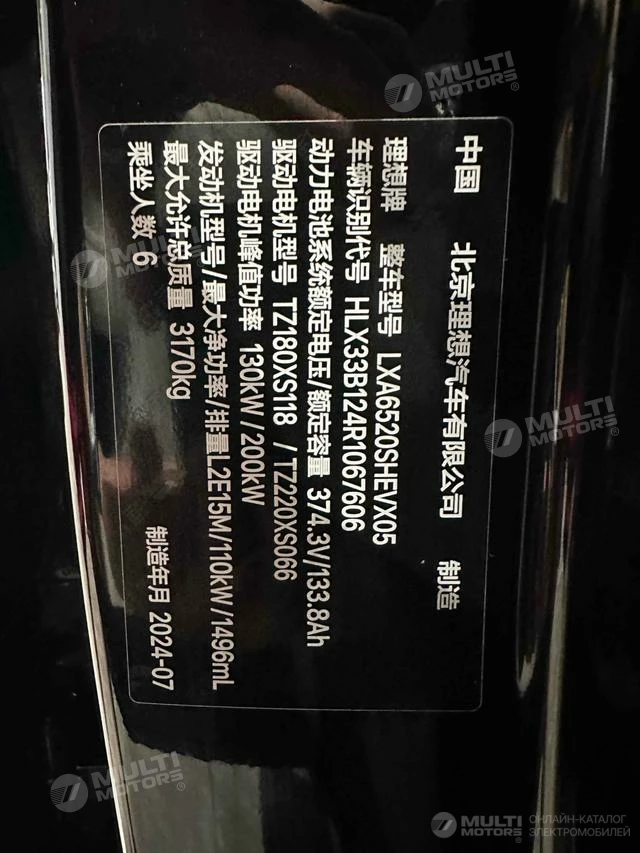 中国 北京理想汽车有限公司 制造
理想牌 整车型号 LXA6520SHEVX05
车辆识别代号 HLX33B124R1067606
动力电池系统额定电压/额定容量 374.3V/133.8Ah
驱动电机型号 TZ180XS118 /TZ220XS066
驱动电机峰值功率 130kW/200kW
发动机型号/最大净功率/排量L2E15M/110kW/1496mL
最大允许总质量 3170kg
乘坐人数 6 制造年月 2024-07
MULTI
MOTORS®
MULTI
MOTORS®
MULTI
MOTORS®
MULTI
MOTORS®
MULTI
MOTORS®
ОНЛАЙН-КАТАЛОГ
ЭЛЕКТРОМОБИЛЕЙ